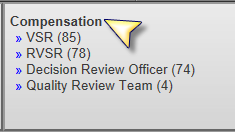 Compensation
» VSR (85)
» RVSR (78)
» Decision Review Officer (74)
» Quality Review Team (4)